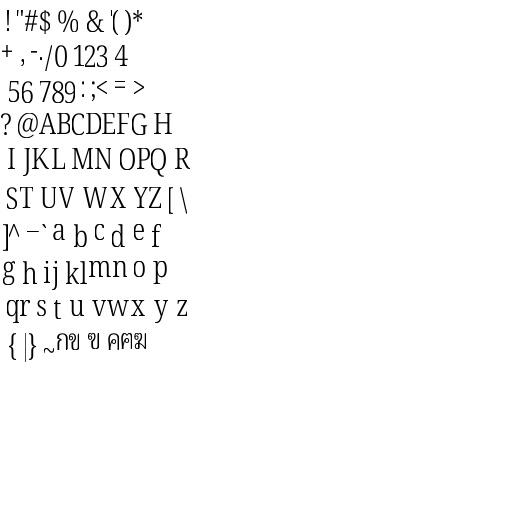 ! "#$ % & '( )*
+ , -./0 123 4
56 789 : ;< = >
? @ABCDEFG H
I JKL MN OPQ R
ST UV WX YZ [ \
]^ _` a b c d e f
g h ij klmn o p
qr s t u vwx y z
{ |} ~กข ฃ คฅฆ